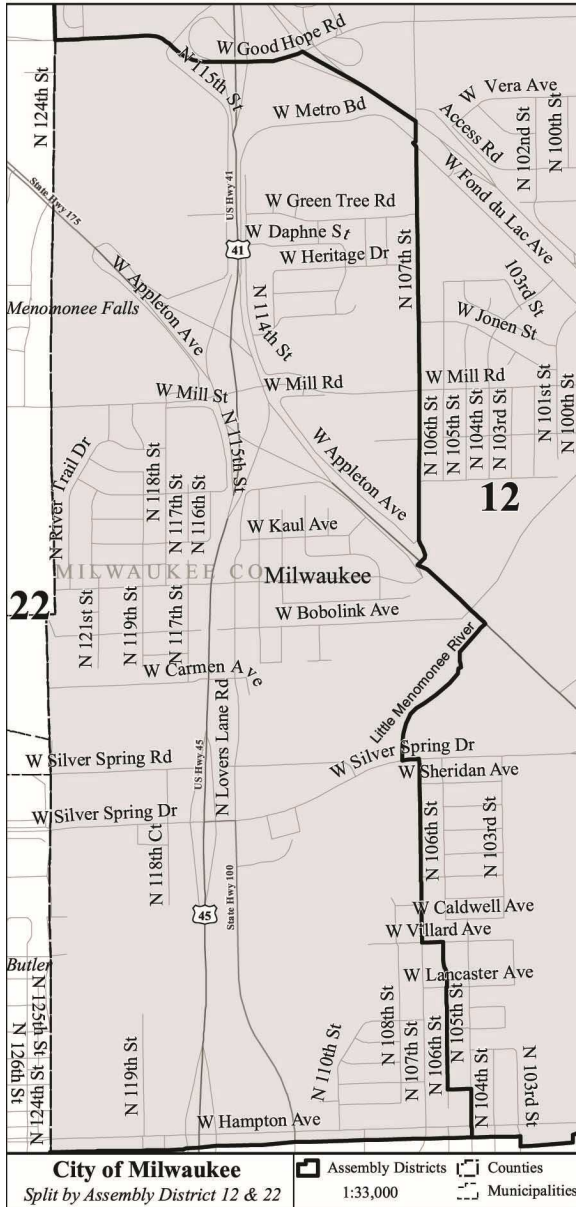 W Good Hope Rd
N 115th St
N 124th St
W Metro Bd
W Vera Ave
Access Rd
N 102nd St
N 100th St
State Hwy 175
US Hwy 41
W Green Tree Rd
W Fond du Lac Ave
W Daphne St
41
W Heritage Dr
N 107th St
W Appleton Ave
N 114th St
103rd St
Menomonee Falls
W Jonen St
W Mill St
W Mill Rd
W Mill Rd
N 115th St
N 106th St
N 105th St
N 104th St
N 103rd St
N 101st St
N 100th St
N River Trail Dr
N 118th St
N 117th St
N 116th St
W Appleton Ave
12
W Kaul Ave
MILWAUKEE CO
Milwaukee
22
W Bobolink Ave
N 121st St
N 119th St
N 117th St
W Carmen Ave
Little Menomonee River
N Lovers Lane Rd
US Hwy 45
W Silver Spring Rd
W Silver Spring Dr
W Sheridan Ave
W Silver Spring Dr
N 118th Ct
State Hwy 100
N 106th St
N 103rd St
45
W Caldwell Ave
W Villard Ave
Butler
W Lancaster Ave
N 126th St
N 125th St
N 124th St
N 119th St
N 110th St
N 108th St
N 107th St
N 106th St
N 105th St
N 104th St
N 103rd St
W Hampton Ave
City of Milwaukee
Split by Assembly District 12 & 22
Assembly Districts
Counties
1:33,000
Municipalities